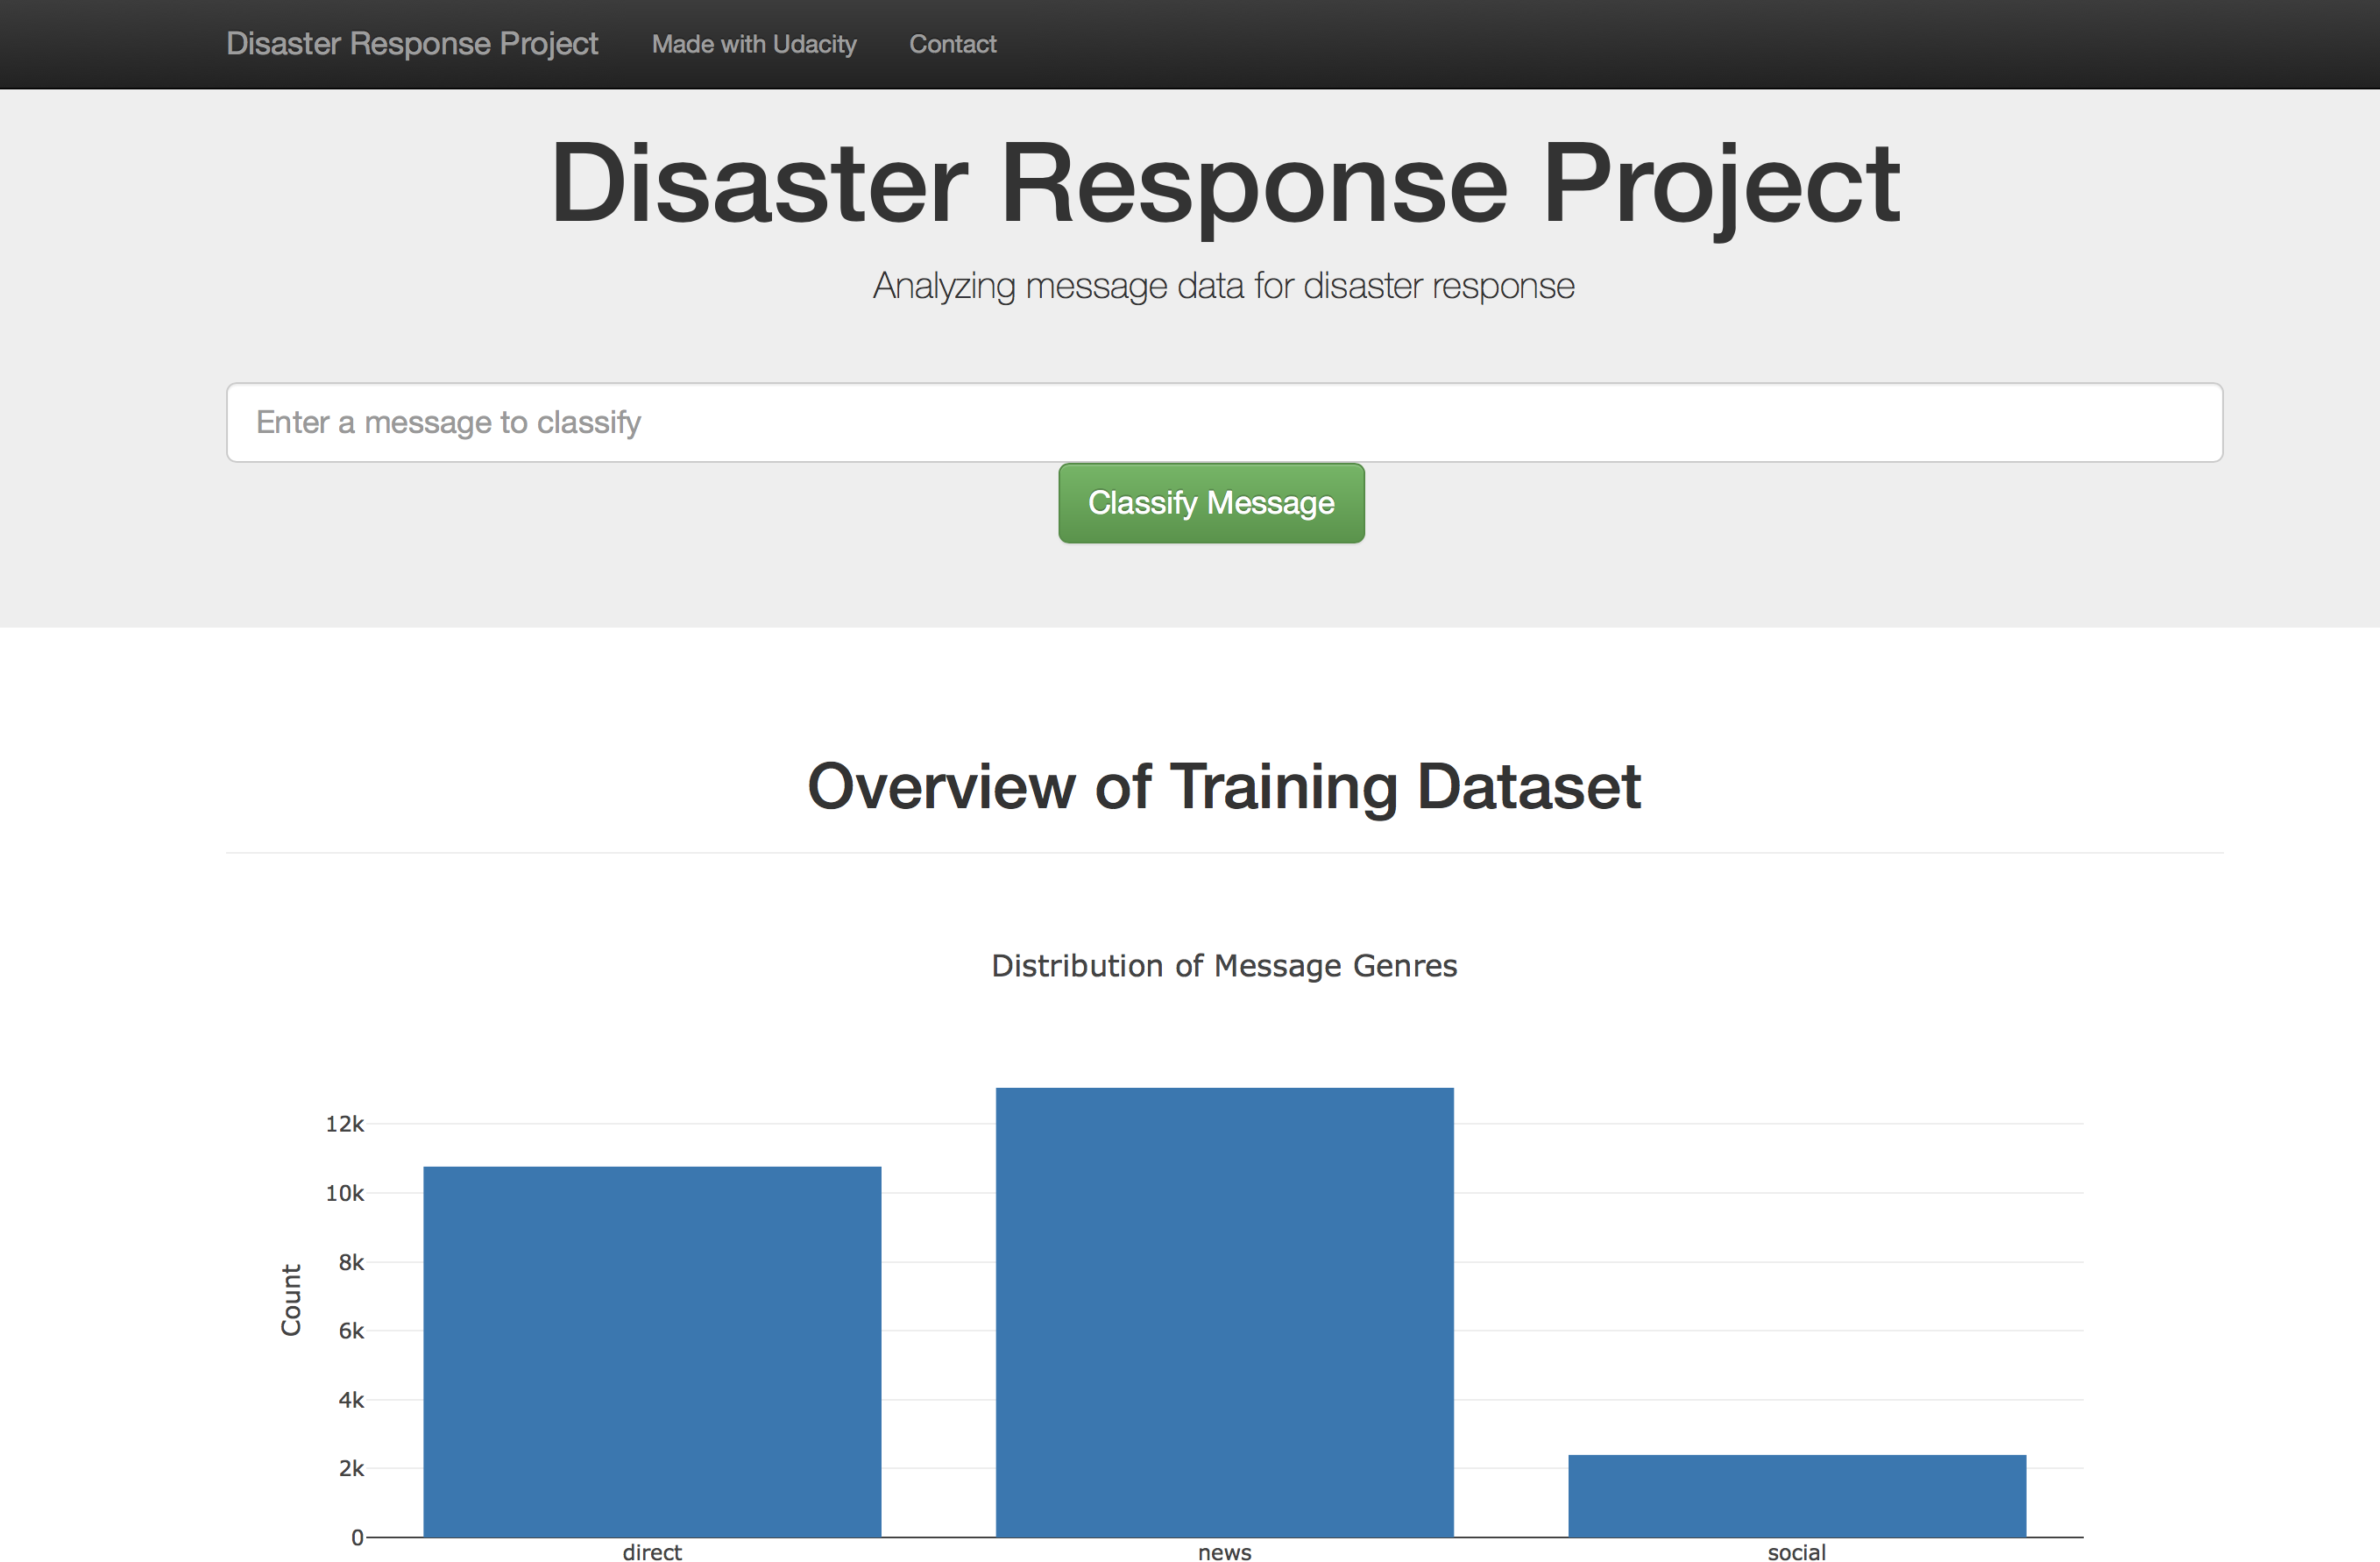 Disaster Response Project Made with Udacity Contact
Disaster Response Project
Analyzing message data for disaster response
Enter a message to classify
Classify Message
Overview of Training Dataset
Distribution of Message Genres
12k
10k
8k
6k
4k
2k
0
Count
direct news social